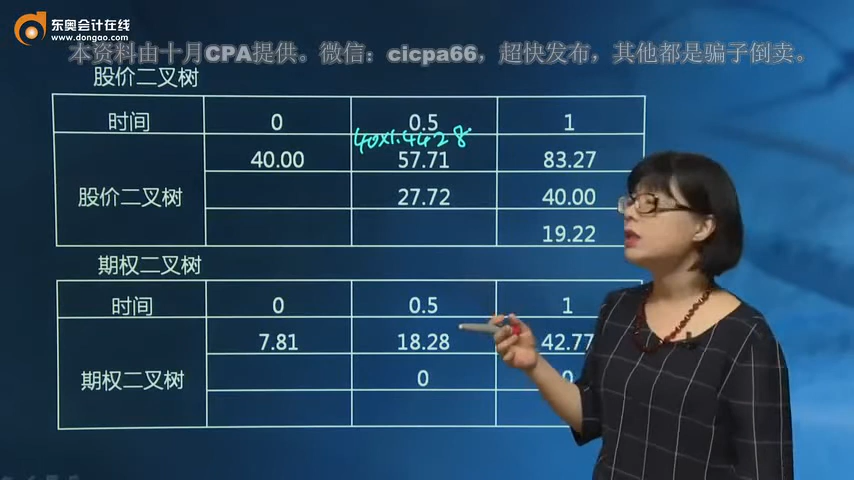 东奥会计在线
www.dongao.com
本资料由十月CPA提供。微信：cicpa66，超快发布，其他都是骗子倒卖。
股价二叉树
时间 0 0.5 1
40×1.4428
股价二叉树 40.00 57.71 83.27
27.72 40.00
19.22
期权二叉树
时间 0 0.5 1
期权二叉树 7.81 18.28 42.77
0 0